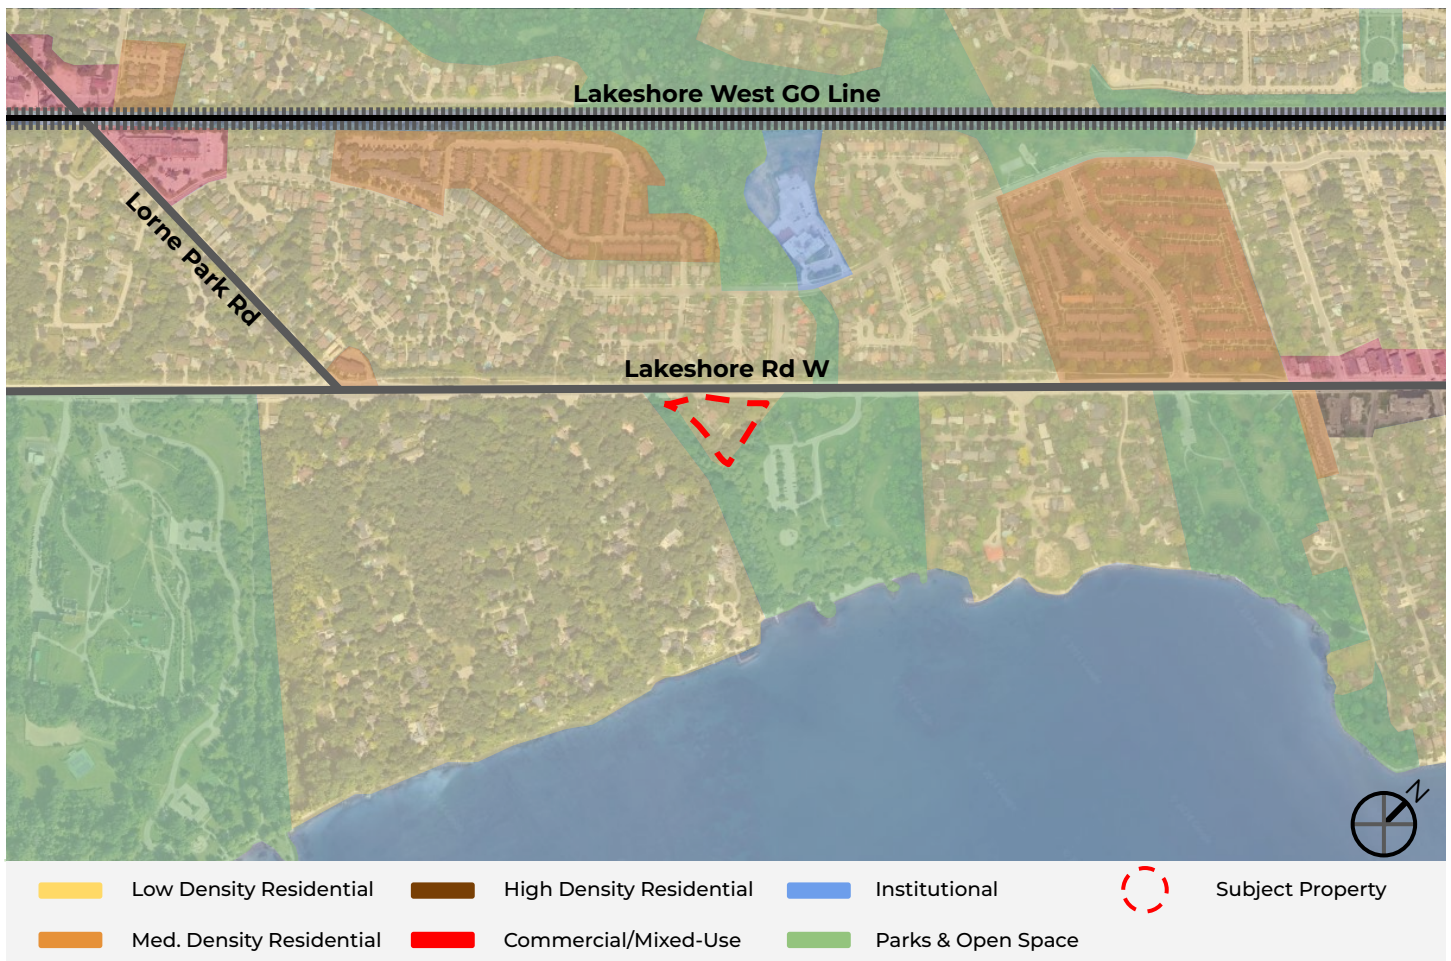 Lakeshore West GO Line
Lorne Park Rd
Lakeshore Rd W
N
Low Density Residential
High Density Residential
Institutional
Subject Property
Med. Density Residential
Commercial/Mixed-Use
Parks & Open Space